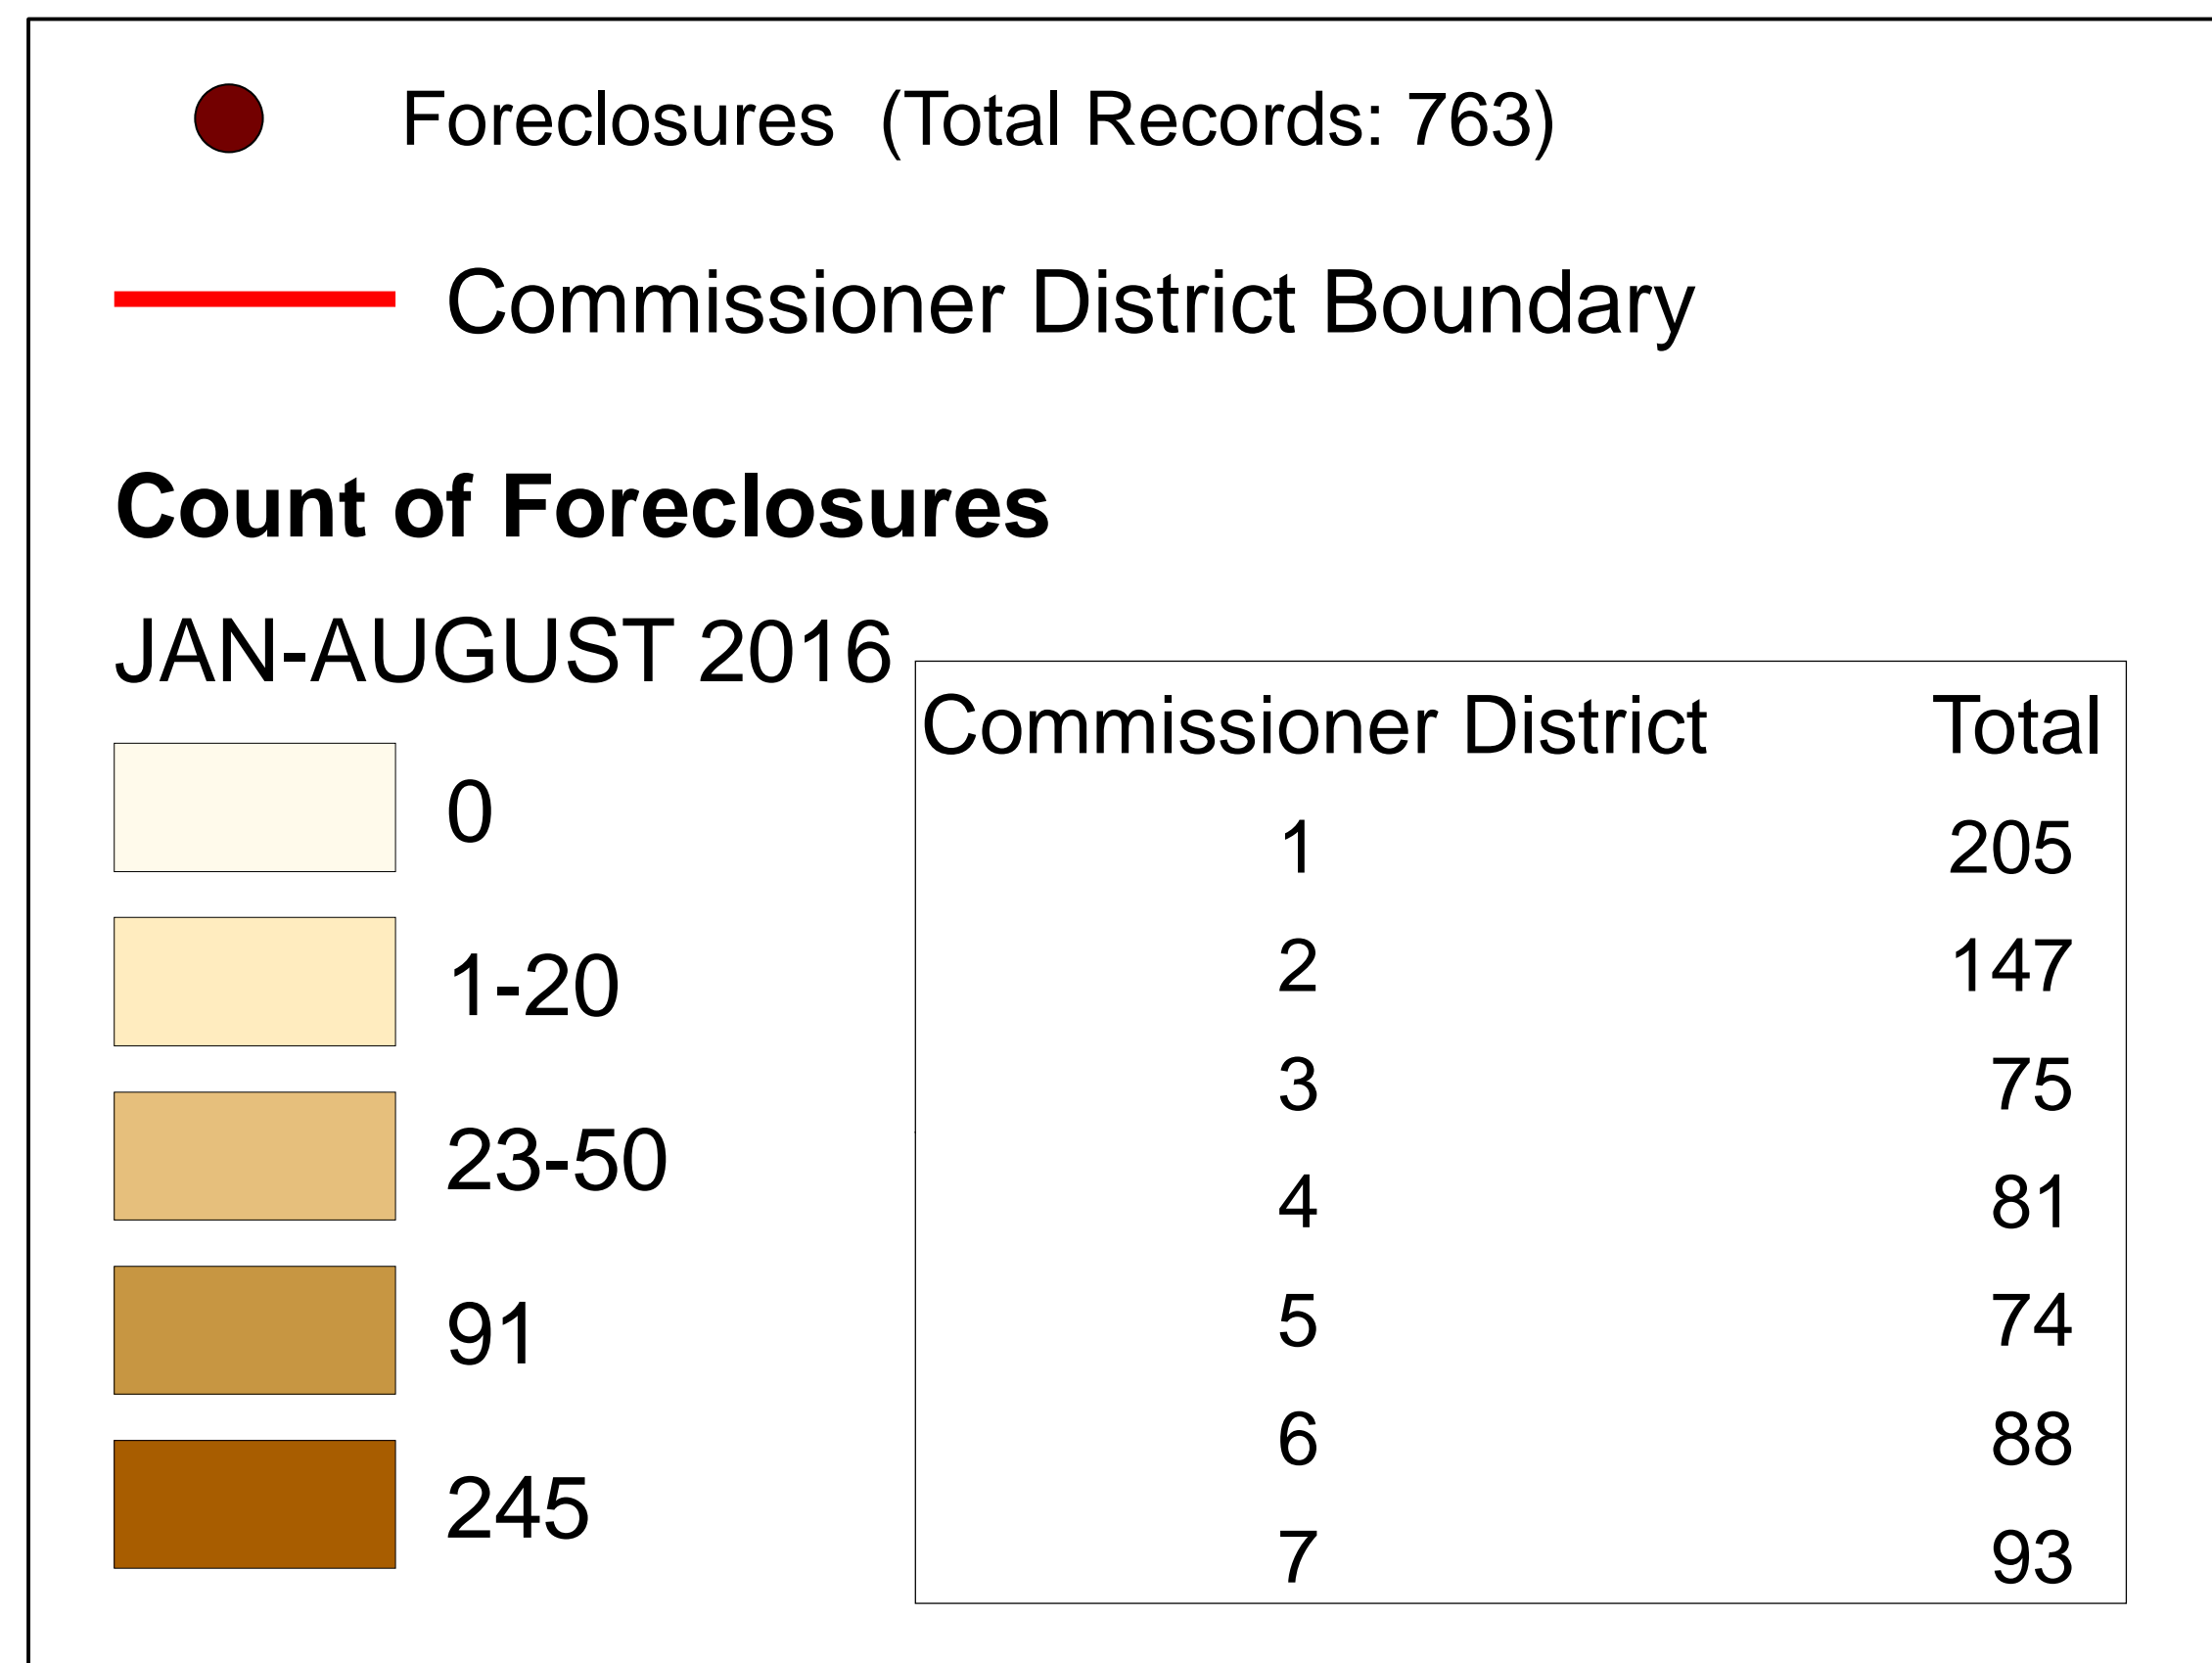 Foreclosures (Total Records: 763)
Commissioner District Boundary
Count of Foreclosures
JAN-AUGUST 2016
0
1-20
23-50
91
245
Commissioner District Total
1 205
2 147
3 75
4 81
5 74
6 88
7 93